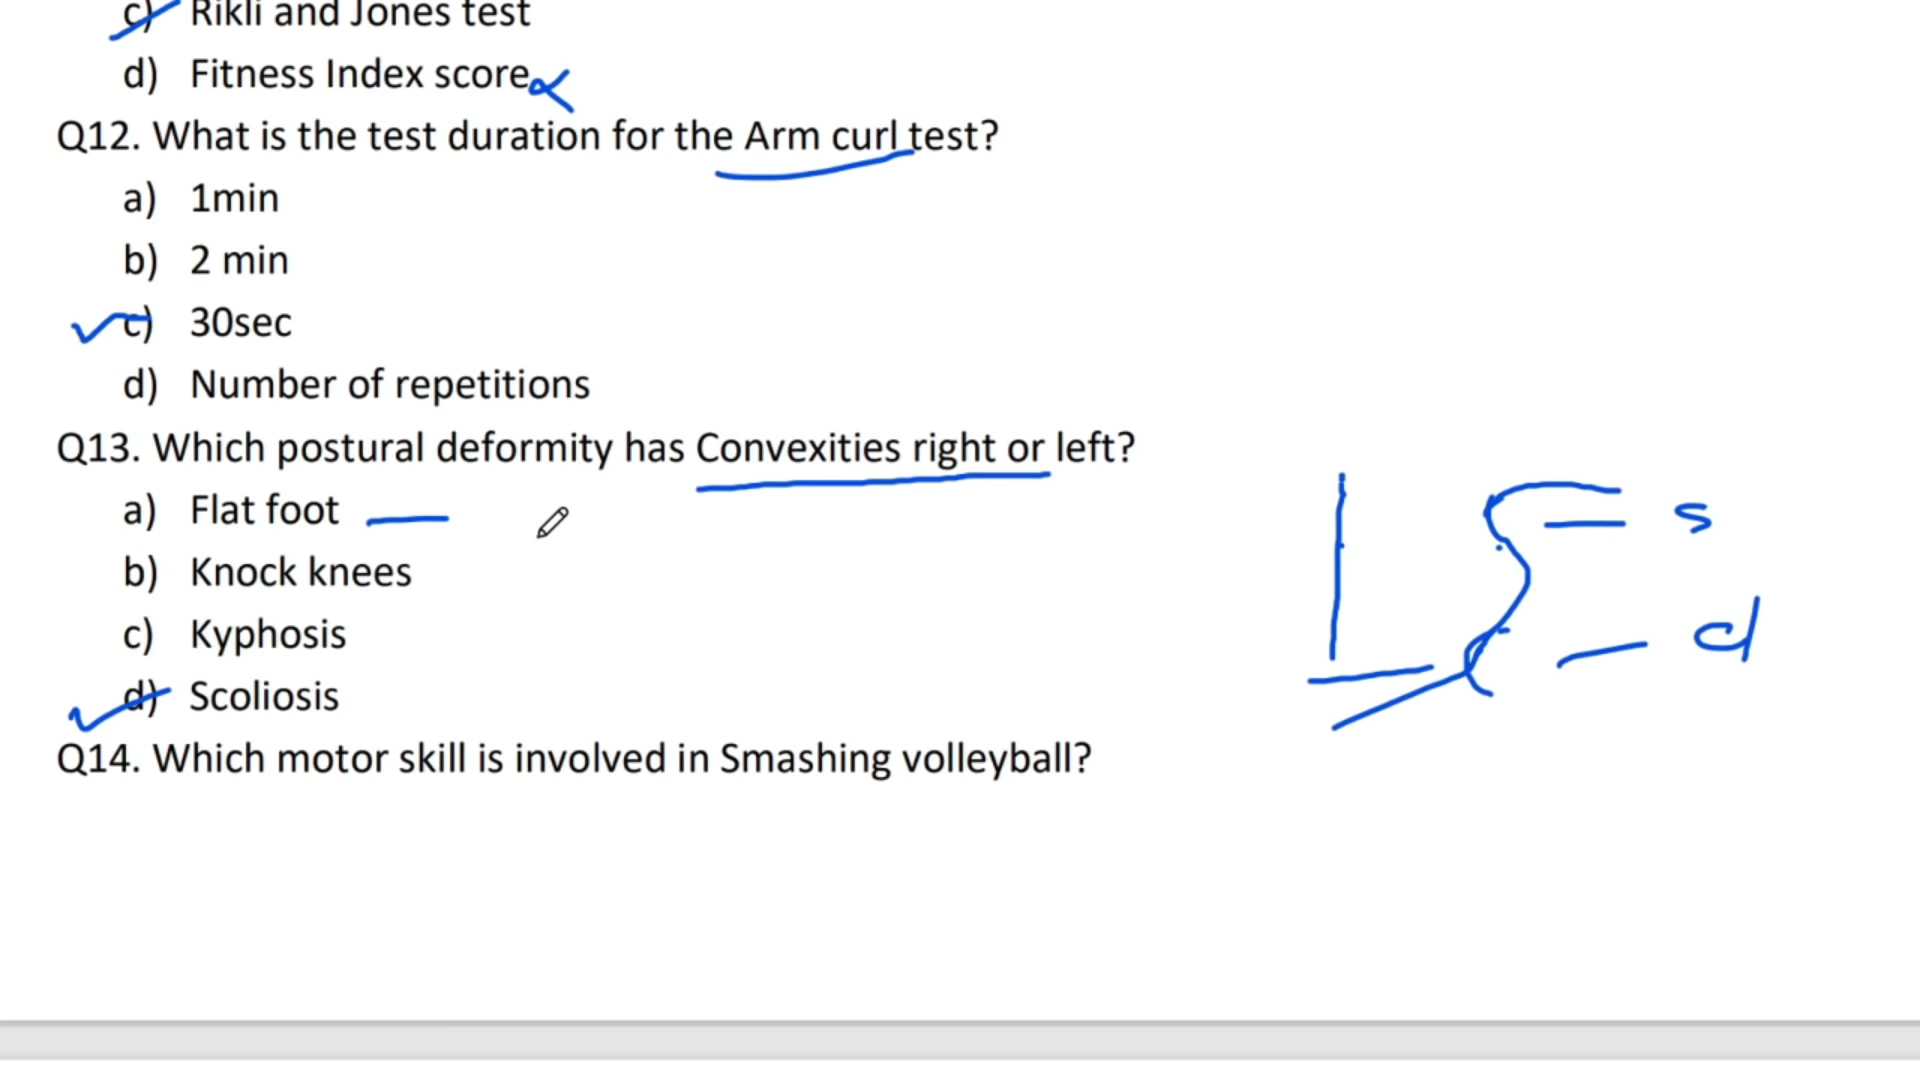 c) Rikli and Jones test
d) Fitness Index score
Q12. What is the test duration for the Arm curl test?
a) 1min
b) 2 min
c) 30sec
d) Number of repetitions
Q13. Which postural deformity has Convexities right or left?
a) Flat foot
b) Knock knees
c) Kyphosis
d) Scoliosis
Q14. Which motor skill is involved in Smashing volleyball?
s
d